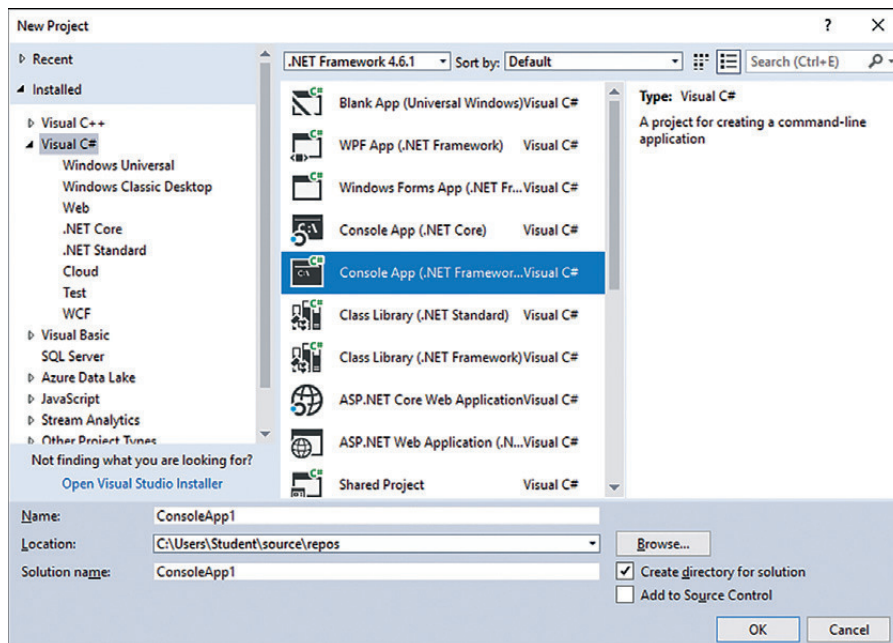 New Project
? X
Recent
Installed
Visual C++
Visual C#
Windows Universal
Windows Classic Desktop
Web
.NET Core
.NET Standard
Cloud
Test
WCF
Visual Basic
SQL Server
Azure Data Lake
JavaScript
Stream Analytics
Other Project Types
Not finding what you are looking for?
Open Visual Studio Installer
.NET Framework 4.6.1 Sort by: Default Search (Ctrl+E)
Blank App (Universal Windows) Visual C#
WPF App (.NET Framework) Visual C#
Windows Forms App (.NET Fr... Visual C#
Console App (.NET Core) Visual C#
Console App (.NET Framewor... Visual C#
Class Library (.NET Standard) Visual C#
Class Library (.NET Framework) Visual C#
ASP.NET Core Web Application Visual C#
ASP.NET Web Application (.N... Visual C#
Shared Project Visual C#
Type: Visual C#
A project for creating a command-line
application
Name: ConsoleApp1
Location: C:\Users\Student\source\repos Browse...
Solution name: ConsoleApp1
Create directory for solution
Add to Source Control
OK Cancel